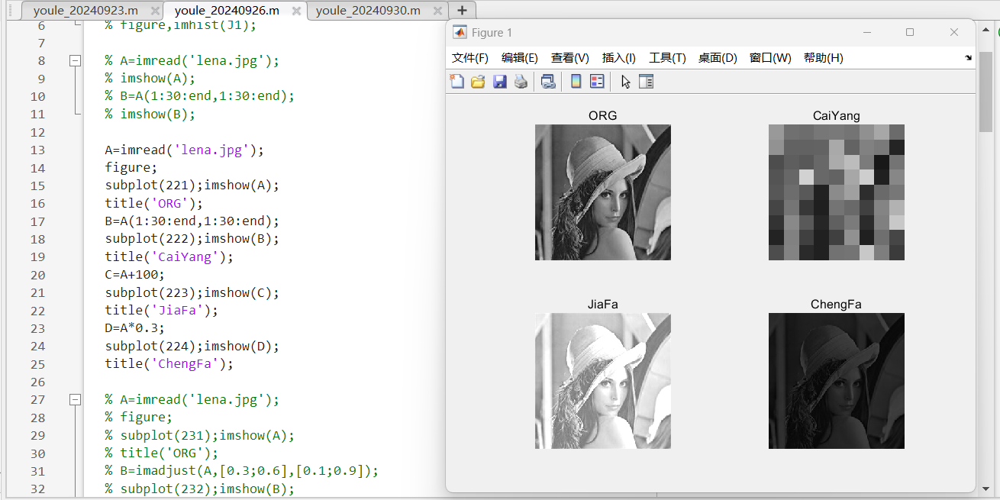 youle_20240923.m youle_20240926.m youle_20240930.m +
6 % figure,imhist(J1);
7
8 % A=imread('lena.jpg');
9 % imshow(A);
10 % B=A(1:30:end,1:30:end);
11 % imshow(B);
12
13 A=imread('lena.jpg');
14 figure;
15 subplot(221);imshow(A);
16 title('ORG');
17 B=A(1:30:end,1:30:end);
18 subplot(222);imshow(B);
19 title('CaiYang');
20 C=A+100;
21 subplot(223);imshow(C);
22 title('JiaFa');
23 D=A*0.3;
24 subplot(224);imshow(D);
25 title('ChengFa');
26
27 % A=imread('lena.jpg');
28 % figure;
29 % subplot(231);imshow(A);
30 % title('ORG');
31 % B=imadjust(A,[0.3;0.6],[0.1;0.9]);
32 % subplot(232);imshow(B);
Figure 1
文件(F) 编辑(E) 查看(V) 插入(I) 工具(T) 桌面(D) 窗口(W) 帮助(H)
ORG CaiYang
JiaFa ChengFa